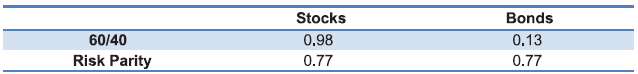 Stocks Bonds
60/40 0.98 0.13
Risk Parity 0.77 0.77